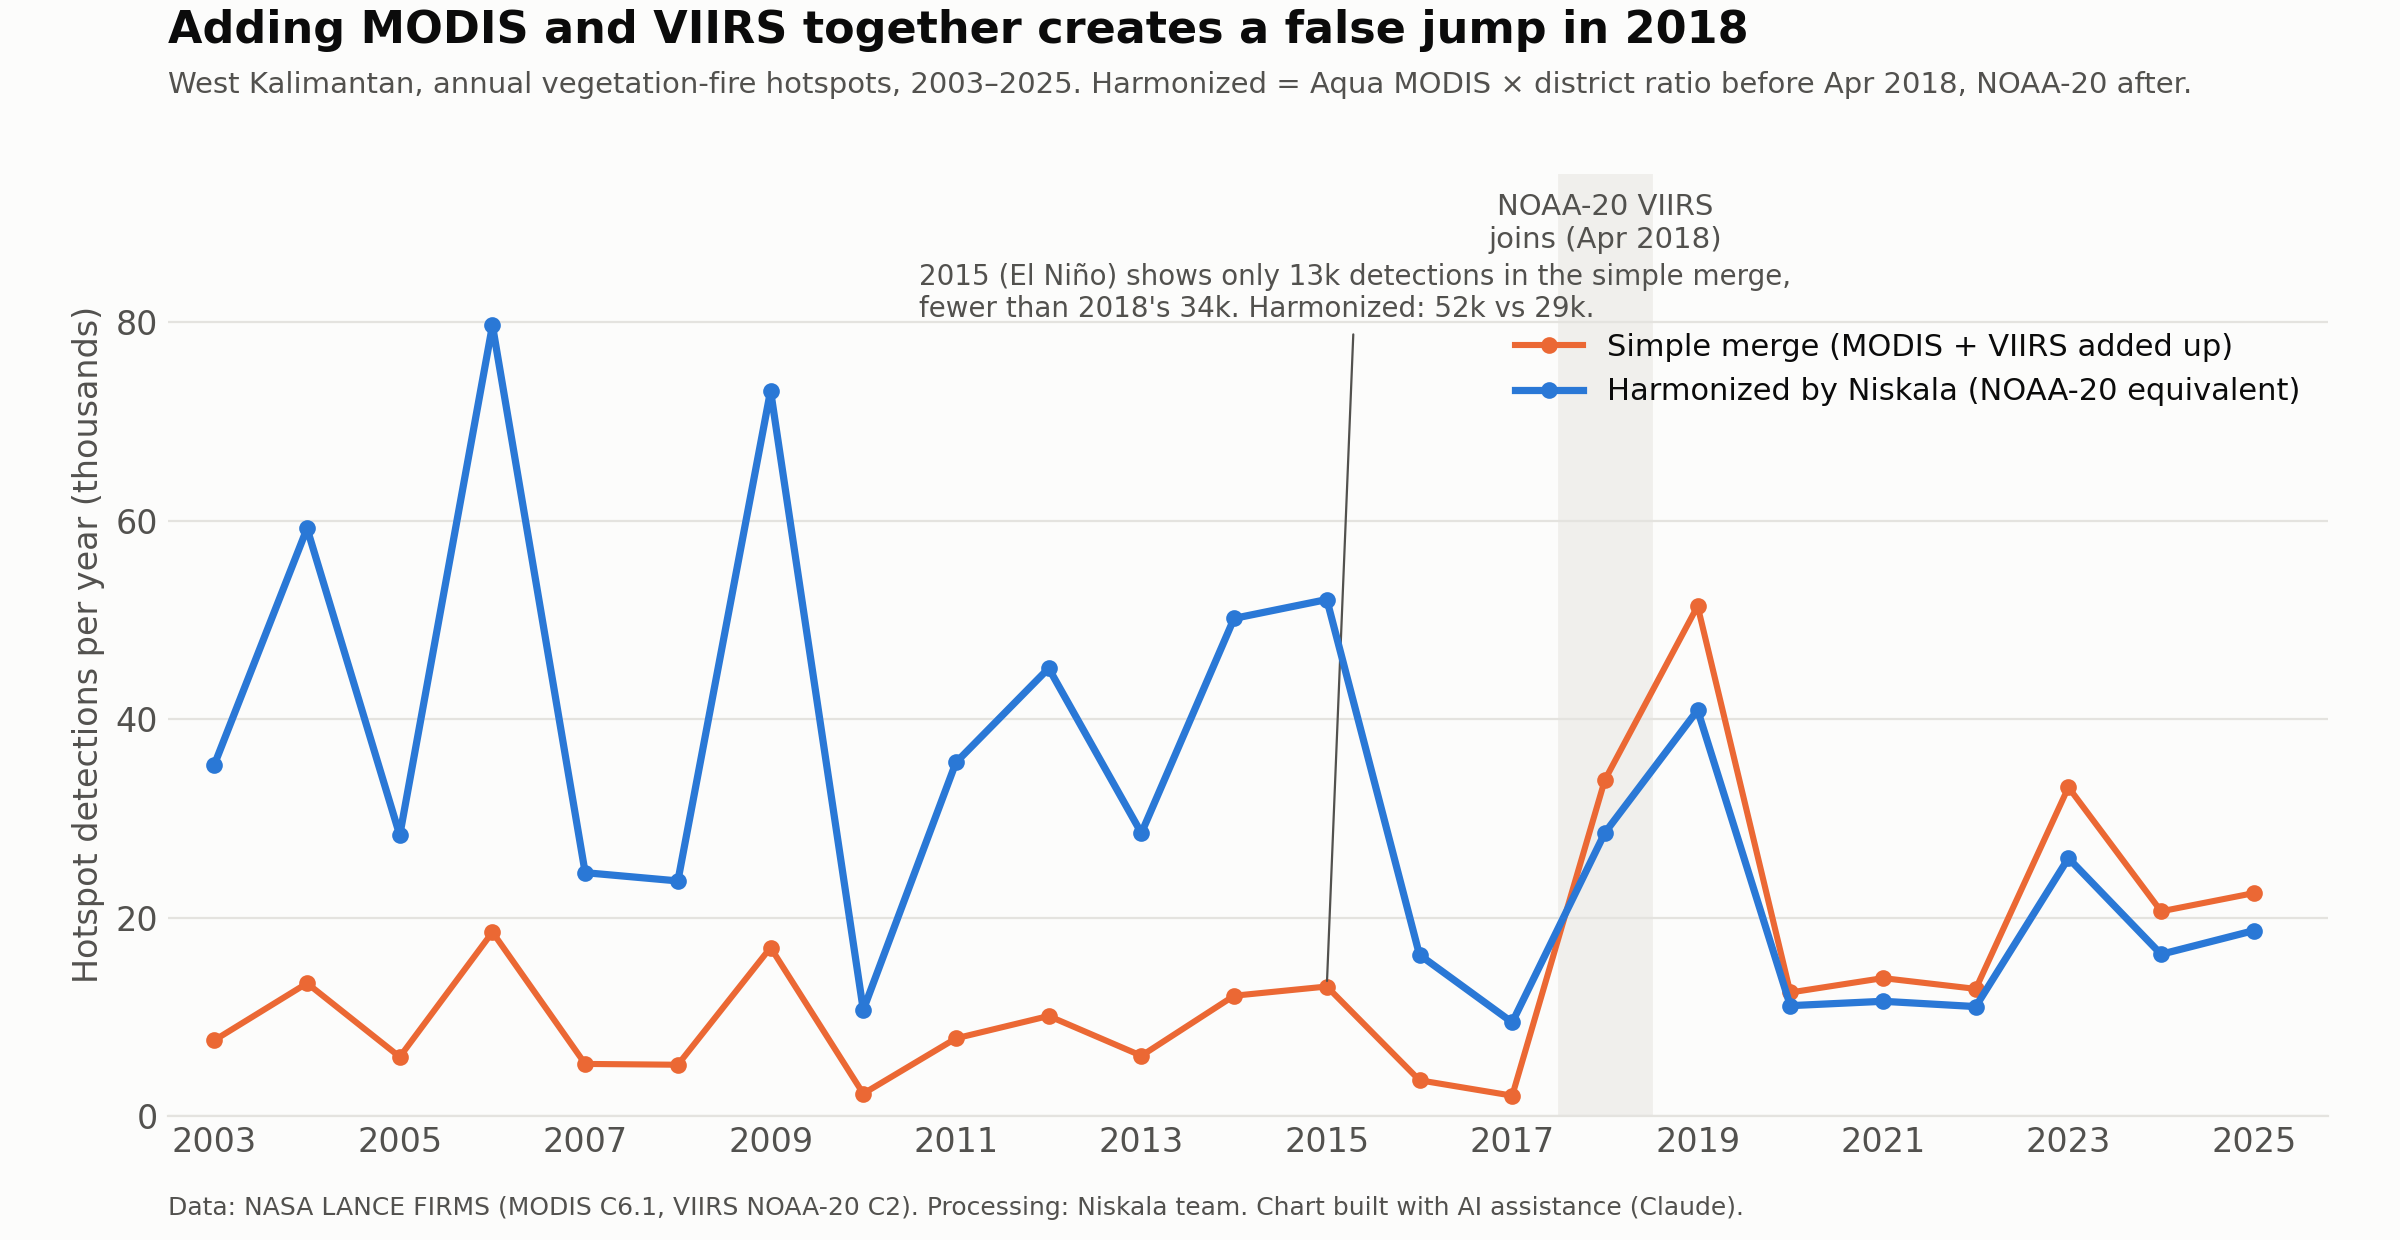 Adding MODIS and VIIRS together creates a false jump in 2018
West Kalimantan, annual vegetation-fire hotspots, 2003–2025. Harmonized = Aqua MODIS × district ratio before Apr 2018, NOAA-20 after.
NOAA-20 VIIRS
joins (Apr 2018)
2015 (El Niño) shows only 13k detections in the simple merge,
fewer than 2018's 34k. Harmonized: 52k vs 29k.
Simple merge (MODIS + VIIRS added up)
Harmonized by Niskala (NOAA-20 equivalent)
Hotspot detections per year (thousands)
80
60
40
20
0
2003 2005 2007 2009 2011 2013 2015 2017 2019 2021 2023 2025
Data: NASA LANCE FIRMS (MODIS C6.1, VIIRS NOAA-20 C2). Processing: Niskala team. Chart built with AI assistance (Claude).